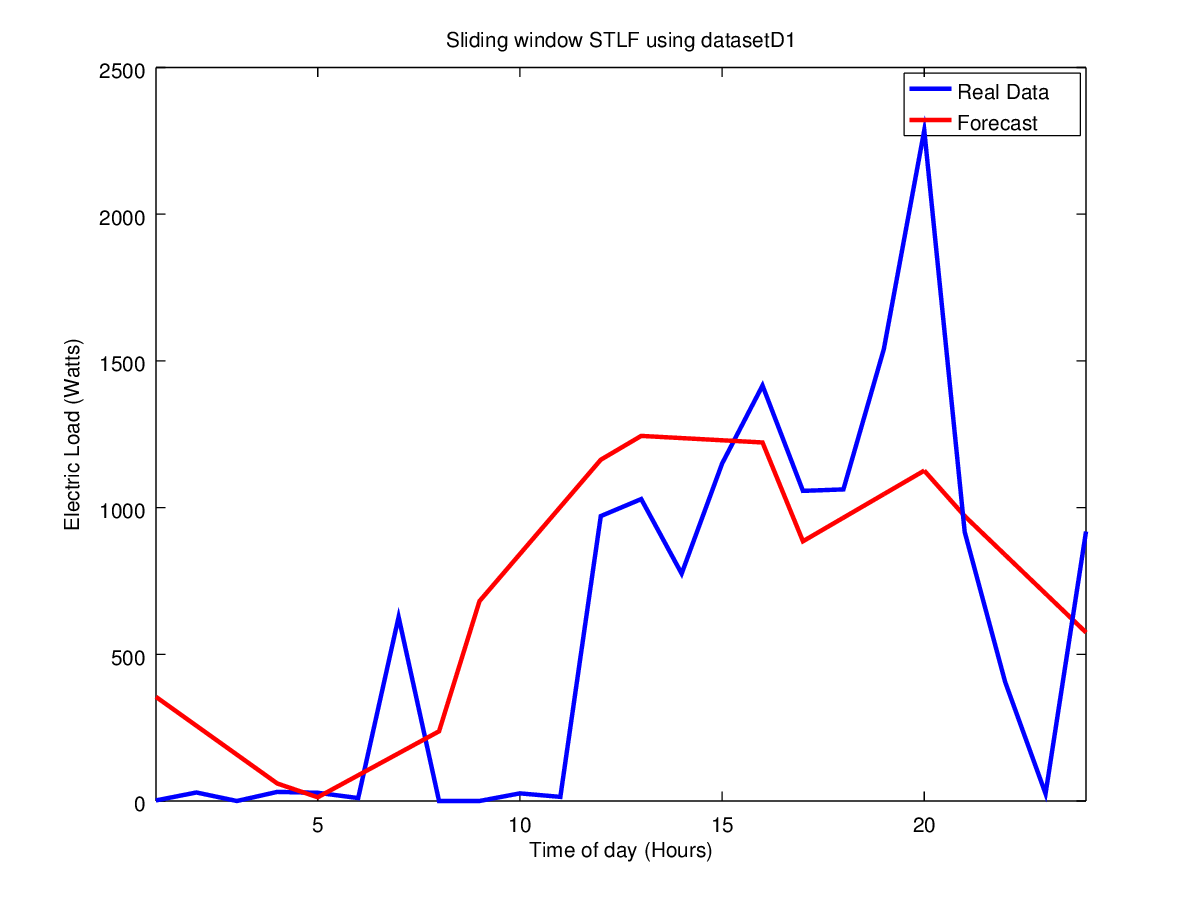 Sliding window STLF using datasetD1
Real Data
Forecast
2500
2000
1500
1000
500
0
Electric Load (Watts)
5 10 15 20
Time of day (Hours)